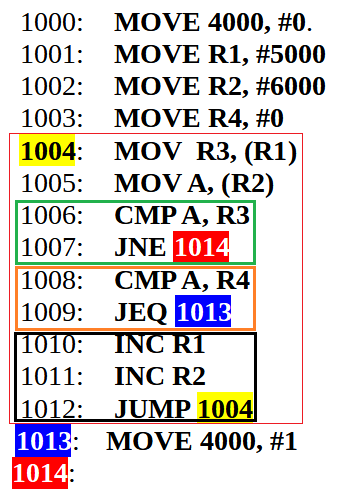 1000: MOVE 4000, #0.
1001: MOVE R1, #5000
1002: MOVE R2, #6000
1003: MOVE R4, #0
1004: MOV R3, (R1)
1005: MOV A, (R2)
1006: CMP A, R3
1007: JNE 1014
1008: CMP A, R4
1009: JEQ 1013
1010: INC R1
1011: INC R2
1012: JUMP 1004
1013: MOVE 4000, #1
1014: